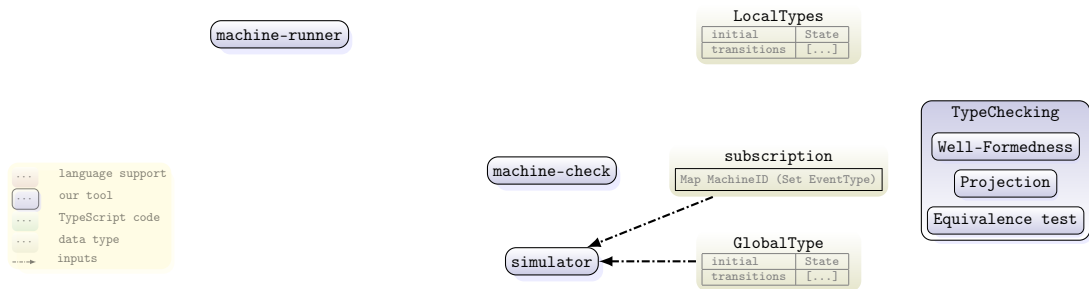 machine-runner
LocalTypes
initial State
transitions [...]
TypeChecking
Well-Formedness
Projection
Equivalence test
machine-check
subscription
Map MachineID (Set EventType)
simulator
GlobalType
initial State
transitions [...]
... language support
... our tool
... TypeScript code
... data type
inputs